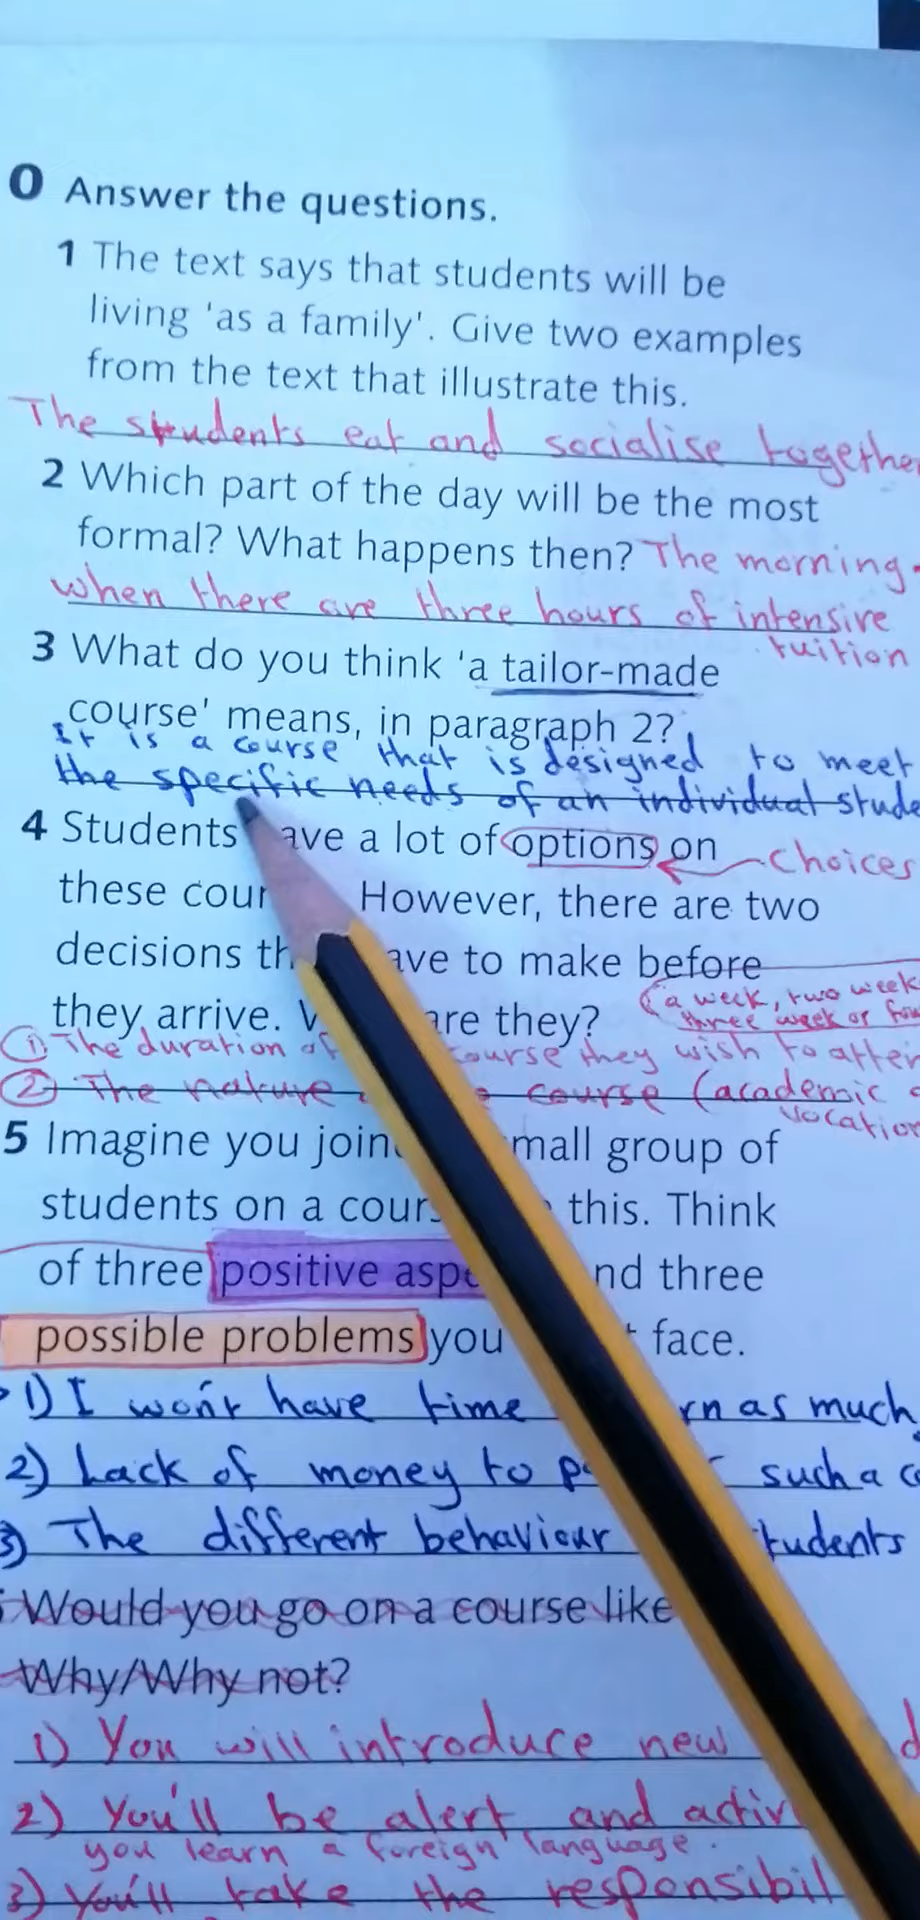 0 Answer the questions.
1 The text says that students will be
living 'as a family'. Give two examples
from the text that illustrate this.
The students eat and socialise together
2 Which part of the day will be the most
formal? What happens then? The morning
when there are three hours of intensive
tuition
3 What do you think 'a tailor-made
course' means, in paragraph 2?
It is a course that is designed to meet
the specific needs of an individual stude
4 Students ave a lot of options on
choices
these cour However, there are two
decisions th ave to make before
they arrive. are they?
(a week, two week
three week or fou
① The duration of course they wish to atten
② The nature course (academic
vocation
5 Imagine you join mall group of
students on a cour this. Think
of three positive aspe nd three
possible problems you face.
1) I won't have time rn as much
2) Lack of money to p such a c
3) The different behaviour tudents
Would you go on a course like
Why/Why not?
1) You will introduce new
2) You'll be alert and activ
you learn a foreign language.
3) You'll take the responsibil